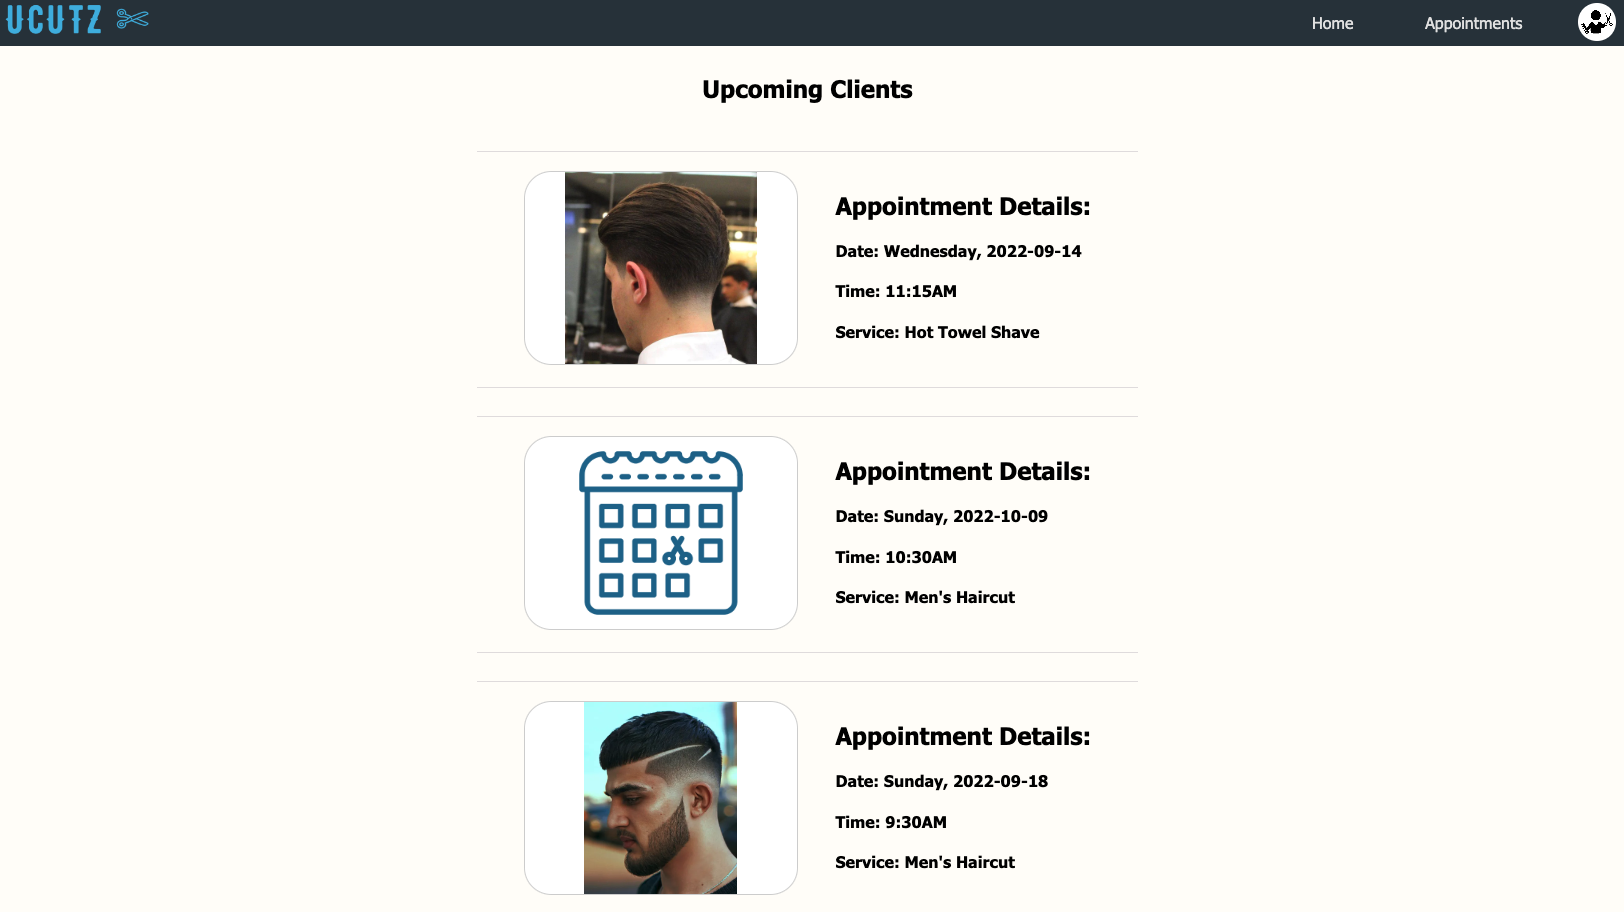 UCUTZ
Home
Appointments
Upcoming Clients
Appointment Details:
Date: Wednesday, 2022-09-14
Time: 11:15AM
Service: Hot Towel Shave
Appointment Details:
Date: Sunday, 2022-10-09
Time: 10:30AM
Service: Men's Haircut
Appointment Details:
Date: Sunday, 2022-09-18
Time: 9:30AM
Service: Men's Haircut